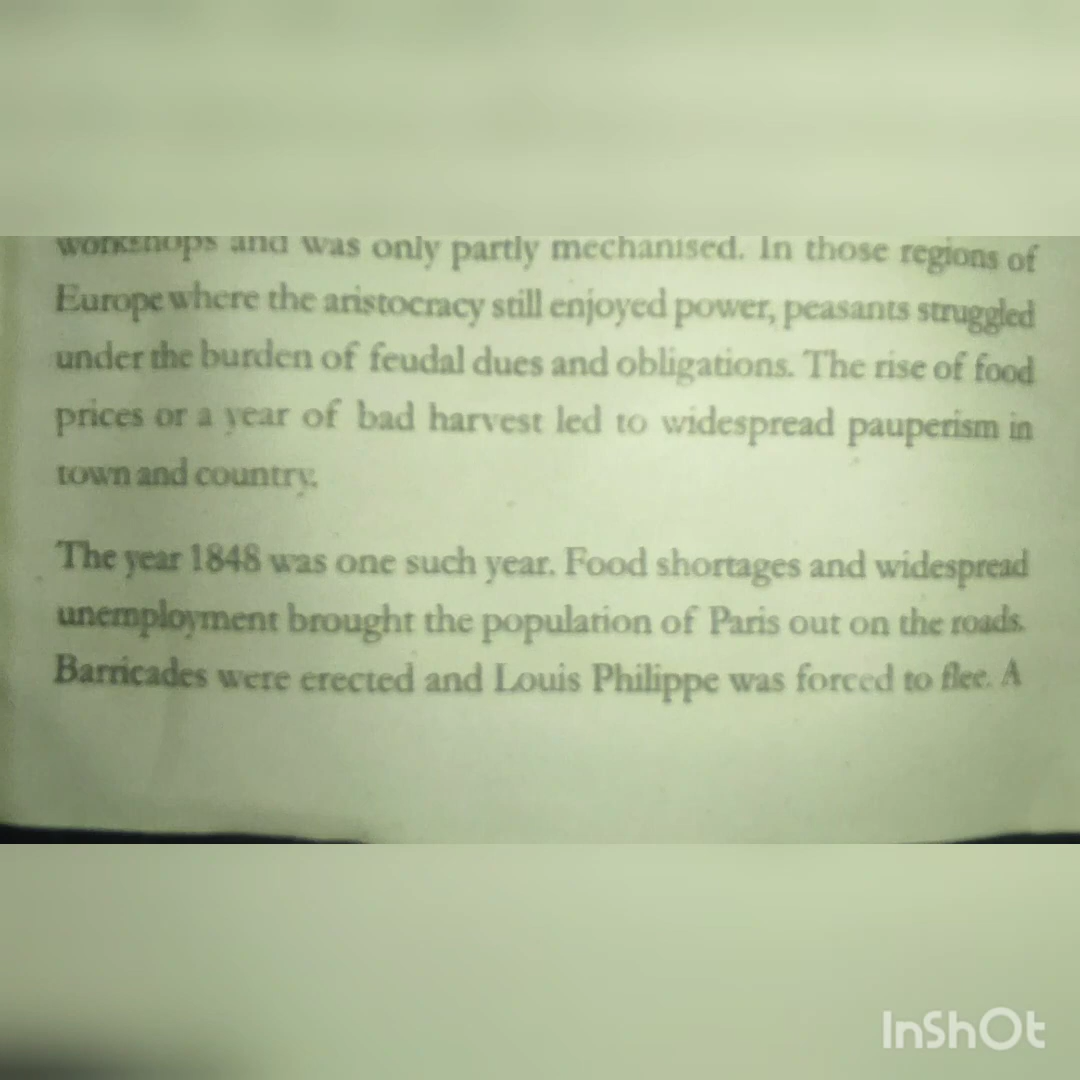 workshops and was only partly mechanised. In those regions of
Europe where the aristocracy still enjoyed power, peasants struggled
under the burden of feudal dues and obligations. The rise of food
prices or a year of bad harvest led to widespread pauperism in
town and country.
The year 1848 was one such year. Food shortages and widespread
unemployment brought the population of Paris out on the roads.
Barricades were erected and Louis Philippe was forced to flee. A
InShOt